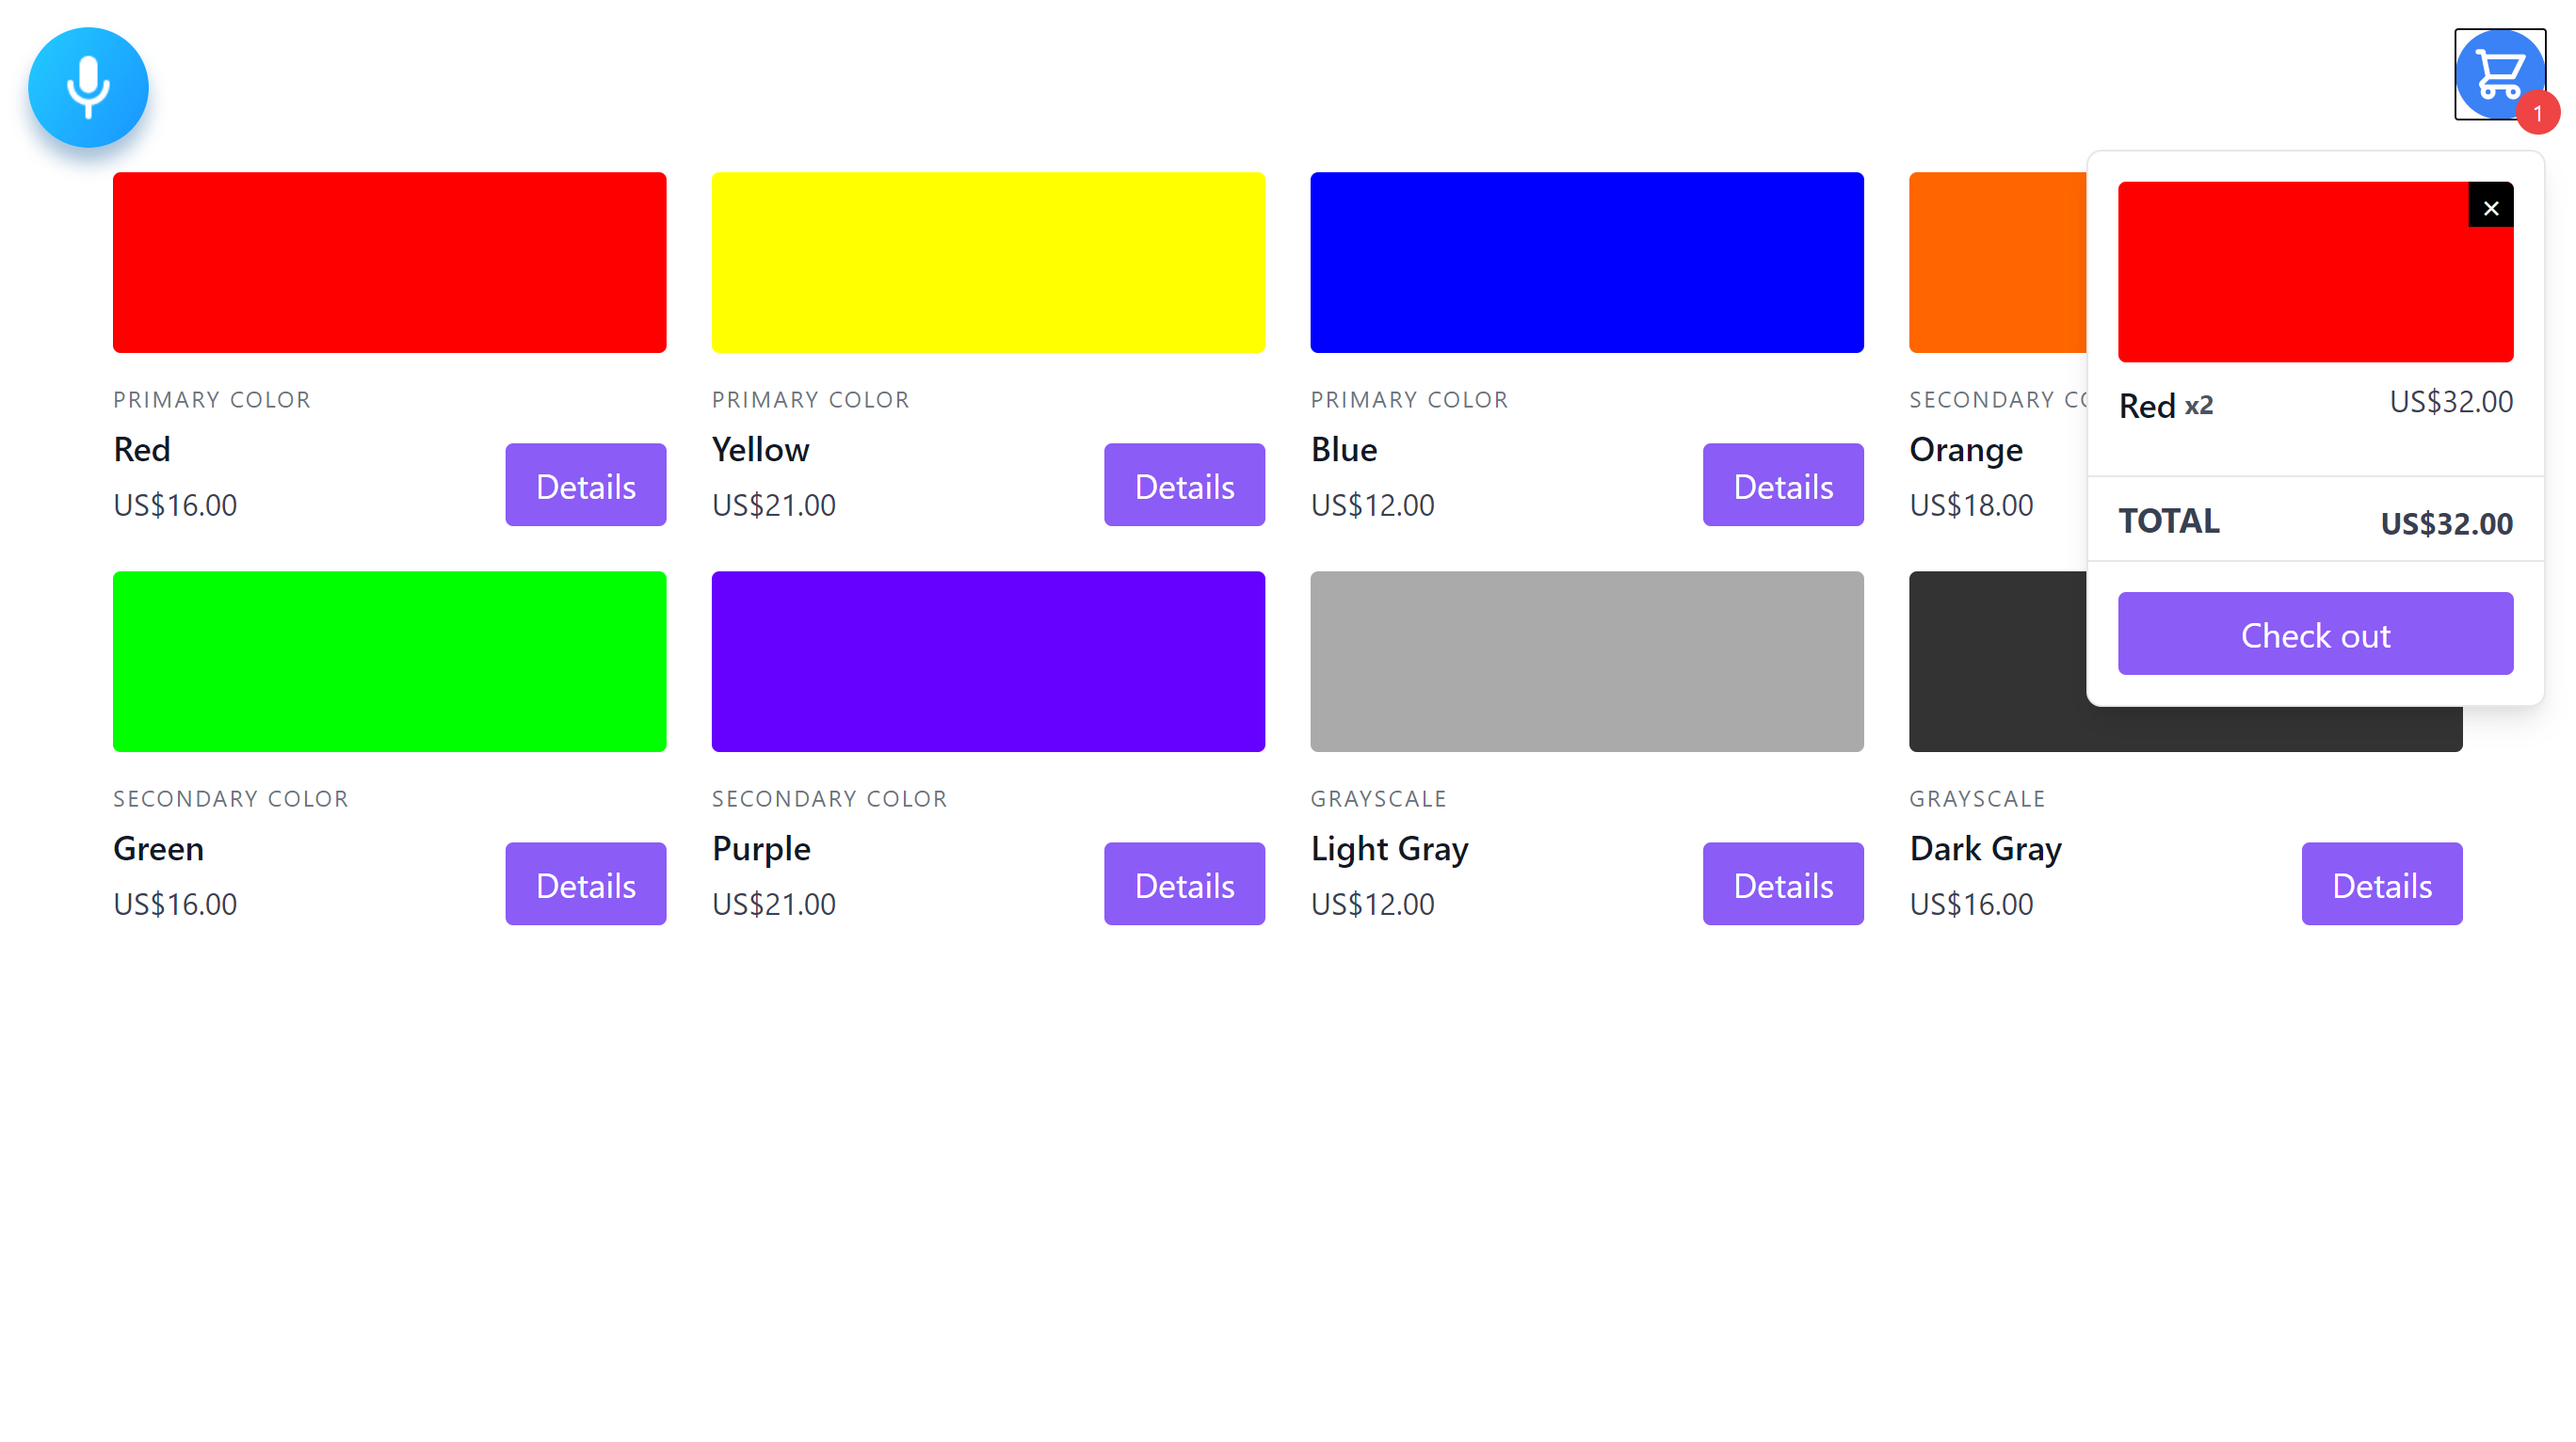 1
PRIMARY COLOR
Red
US$16.00
Details
PRIMARY COLOR
Yellow
US$21.00
Details
PRIMARY COLOR
Blue
US$12.00
Details
SECONDARY
Orange
US$18.00
Red x2
US$32.00
TOTAL
US$32.00
Check out
SECONDARY COLOR
Green
US$16.00
Details
SECONDARY COLOR
Purple
US$21.00
Details
GRAYSCALE
Light Gray
US$12.00
Details
GRAYSCALE
Dark Gray
US$16.00
Details